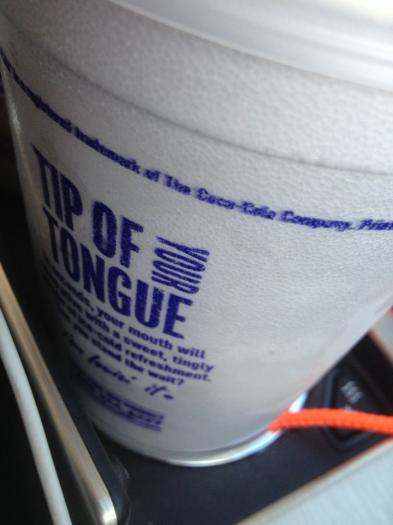 registered trademark of The Coca-Cola Company. Prin
TIP OF
YOUR
TONGUE
your mouth will
with a sweet, tingly
cold refreshment.
stand the wait?
lovin' it